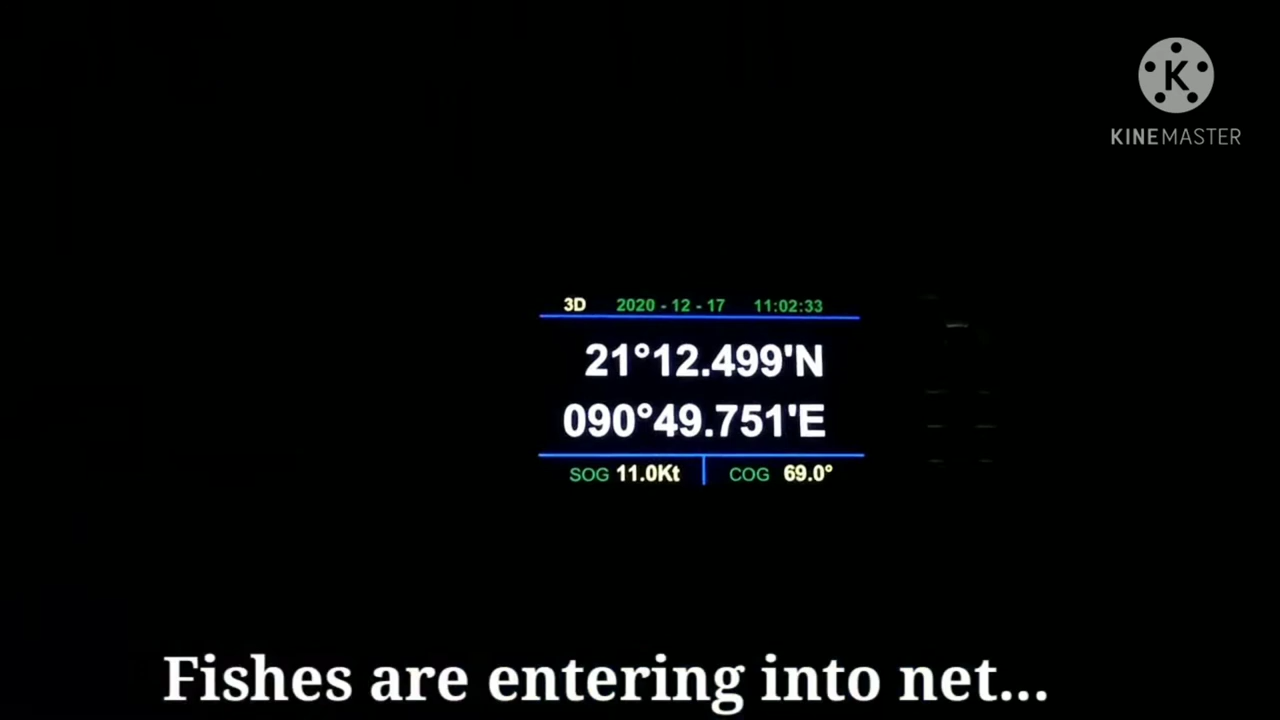 K
KINEMASTER
3D 2020 - 12 - 17 11:02:33
21°12.499'N
090°49.751'E
SOG 11.0Kt COG 69.0°
Fishes are entering into net...